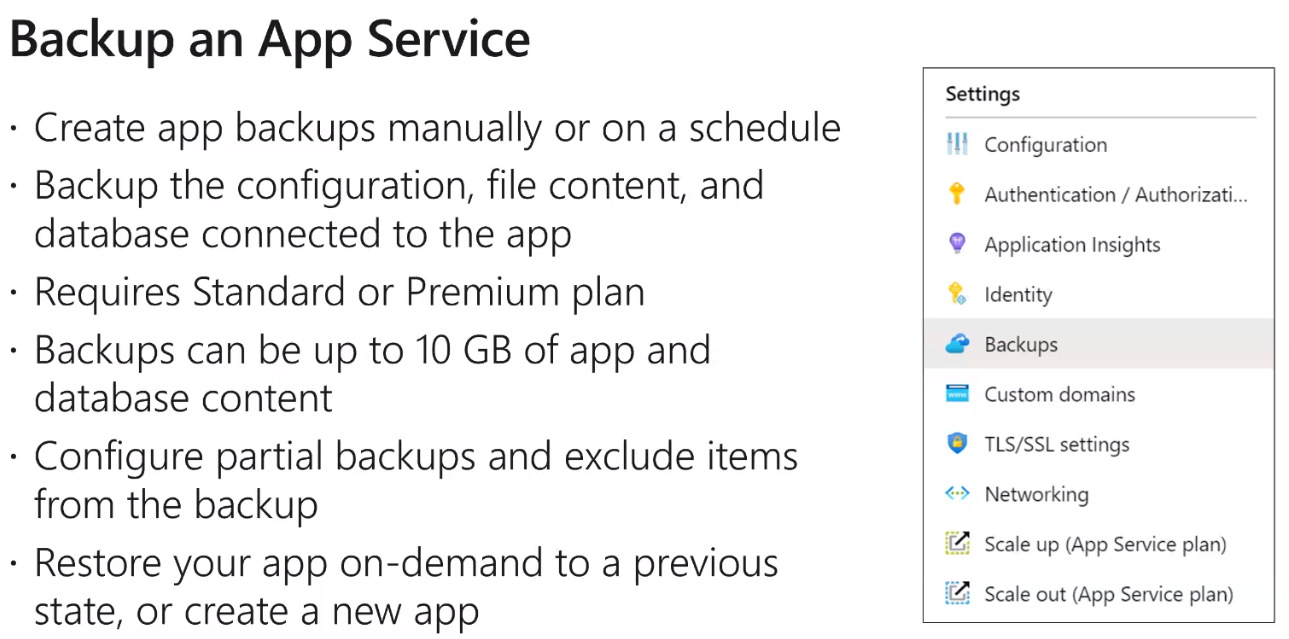 Backup an App Service
· Create app backups manually or on a schedule
· Backup the configuration, file content, and
database connected to the app
· Requires Standard or Premium plan
· Backups can be up to 10 GB of app and
database content
· Configure partial backups and exclude items
from the backup
· Restore your app on-demand to a previous
state, or create a new app
Settings
Configuration
Authentication / Authorizati...
Application Insights
Identity
Backups
Custom domains
TLS/SSL settings
Networking
Scale up (App Service plan)
Scale out (App Service plan)